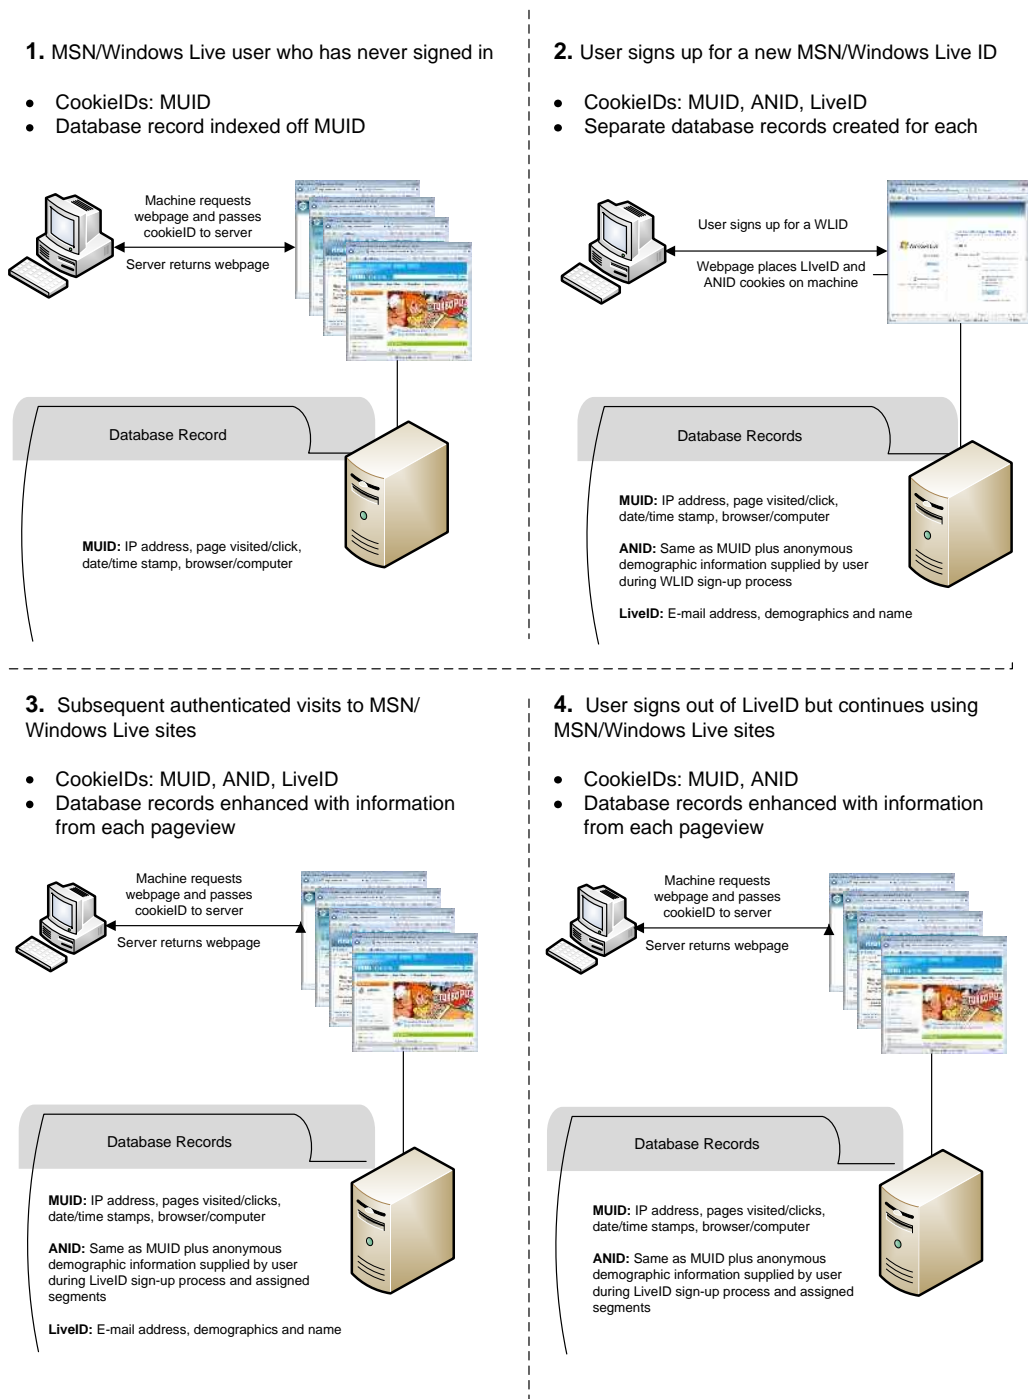 1. MSN/Windows Live user who has never signed in
• CookieIDs: MUID
• Database record indexed off MUID
Machine requests
webpage and passes
cookieID to server
Server returns webpage
Database Record
MUID: IP address, page visited/click,
date/time stamp, browser/computer
2. User signs up for a new MSN/Windows Live ID
• CookieIDs: MUID, ANID, LiveID
• Separate database records created for each
User signs up for a WLID
Webpage places LIveID and
ANID cookies on machine
Database Records
MUID: IP address, page visited/click,
date/time stamp, browser/computer
ANID: Same as MUID plus anonymous
demographic information supplied by user
during WLID sign-up process
LiveID: E-mail address, demographics and name
3. Subsequent authenticated visits to MSN/
Windows Live sites
• CookieIDs: MUID, ANID, LiveID
• Database records enhanced with information
from each pageview
Machine requests
webpage and passes
cookieID to server
Server returns webpage
Database Records
MUID: IP address, pages visited/clicks,
date/time stamps, browser/computer
ANID: Same as MUID plus anonymous
demographic information supplied by user
during LiveID sign-up process and assigned
segments
LiveID: E-mail address, demographics and name
4. User signs out of LiveID but continues using
MSN/Windows Live sites
• CookieIDs: MUID, ANID
• Database records enhanced with information
from each pageview
Machine requests
webpage and passes
cookieID to server
Server returns webpage
Database Records
MUID: IP address, pages visited/clicks,
date/time stamps, browser/computer
ANID: Same as MUID plus anonymous
demographic information supplied by user
during LiveID sign-up process and assigned
segments